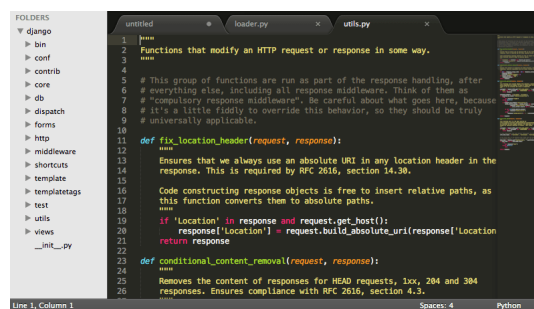 FOLDERS
▼ django
▶ bin
▶ conf
▶ contrib
▶ core
▶ db
▶ dispatch
▶ forms
▶ http
▶ middleware
▶ shortcuts
▶ template
▶ templatetags
▶ test
▶ utils
▶ views
__init__.py
untitled loader.py × utils.py ×
1 """
2 Functions that modify an HTTP request or response in some way.
3 """
4
5 # This group of functions are run as part of the response handling, after
6 # everything else, including all response middleware. Think of them as
7 # "compulsory response middleware". Be careful about what goes here, because
8 # it's a little fiddly to override this behavior, so they should be truly
9 # universally applicable.
10
11 def fix_location_header(request, response):
12 """
13 Ensures that we always use an absolute URI in any location header in the
14 response. This is required by RFC 2616, section 14.30.
15
16 Code constructing response objects is free to insert relative paths, as
17 this function converts them to absolute paths.
18 """
19 if 'Location' in response and request.get_host():
20 response['Location'] = request.build_absolute_uri(response['Location
21 return response
22
23 def conditional_content_removal(request, response):
24 """
25 Removes the content of responses for HEAD requests, 1xx, 204 and 304
26 responses. Ensures compliance with RFC 2616, section 4.3.
Line 1, Column 1 Spaces: 4 Python